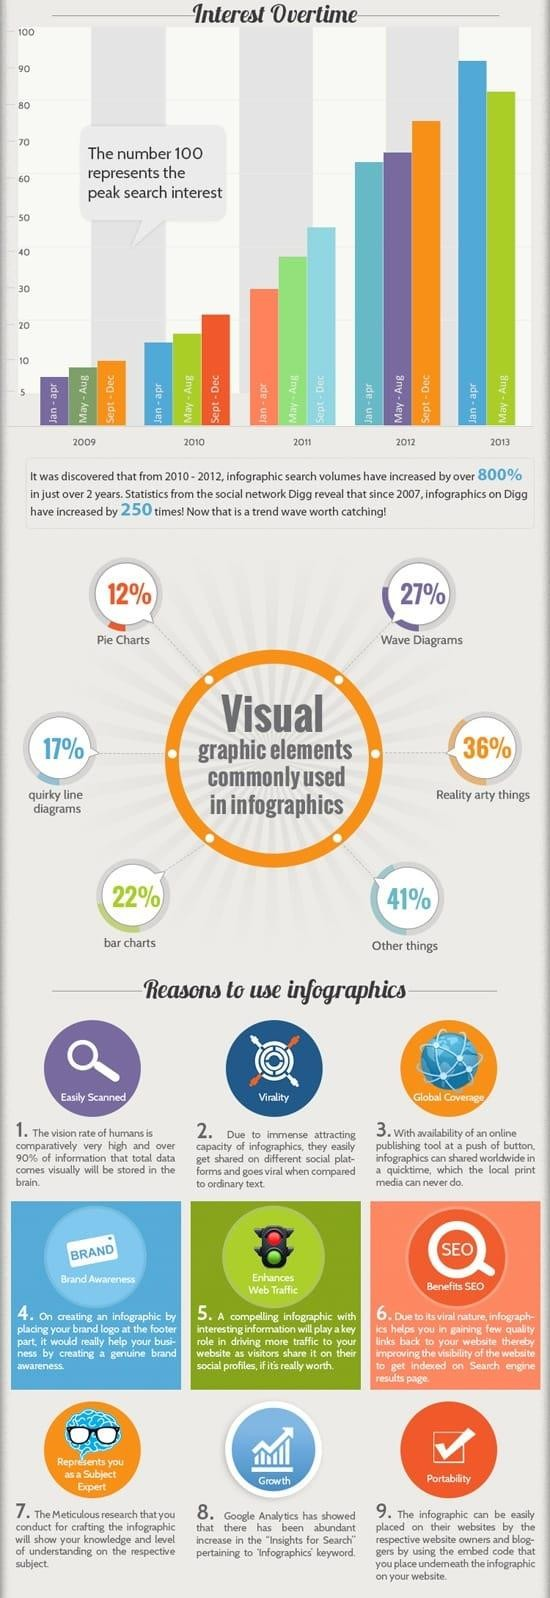 Interest Overtime
100
90
80
70
60
50
40
30
20
10
5
The number 100
represents the
peak search interest
Jan - apr
May - Aug
Sept - Dec
Jan - apr
May - Aug
Sept - Dec
Jan - apr
May - Aug
Sept - Dec
Jan - apr
May - Aug
Sept - Dec
Jan - apr
May - Aug
2009
2010
2011
2012
2013
It was discovered that from 2010 - 2012, infographic search volumes have increased by over 800%
in just over 2 years. Statistics from the social network Digg reveal that since 2007, infographics on Digg
have increased by 250 times! Now that is a trend wave worth catching!
12%
Pie Charts
27%
Wave Diagrams
17%
quirky line
diagrams
Visual
graphic elements
commonly used
in infographics
36%
Reality arty things
22%
bar charts
41%
Other things
Reasons to use infographics
Easily Scanned
Virality
Global Coverage
1. The vision rate of humans is
comparatively very high and over
90% of information that total data
comes visually will be stored in the
brain.
2. Due to immense attracting
capacity of infographics, they easily
get shared on different social plat-
forms and goes viral when compared
to ordinary text.
3. With availability of an online
publishing tool at a push of button,
infographics can shared worldwide in
a quicktime, which the local print
media can never do.
BRAND
Brand Awareness
Enhances
Web Traffic
SEO
Benefits SEO
4. On creating an infographic by
placing your brand logo at the footer
part, it would really help your busi-
ness by creating a genuine brand
awareness.
5. A compelling infographic with
interesting information will play a key
role in driving more traffic to your
website as visitors share it on their
social profiles, if it's really worth.
6. Due to its viral nature, infograph-
ics helps you in gaining few quality
links back to your website thereby
improving the visibility of the website
to get indexed on Search engine
results page.
Represents you
as a Subject
Expert
Growth
Portability
7. The Meticulous research that you
conduct for crafting the infographic
will show your knowledge and level
of understanding on the respective
subject.
8. Google Analytics has showed
that there has been abundant
increase in the "Insights for Search"
pertaining to 'Infographics' keyword.
9. The infographic can be easily
placed on their websites by the
respective website owners and blog-
gers by using the embed code that
you place underneath the infographic
on your website.